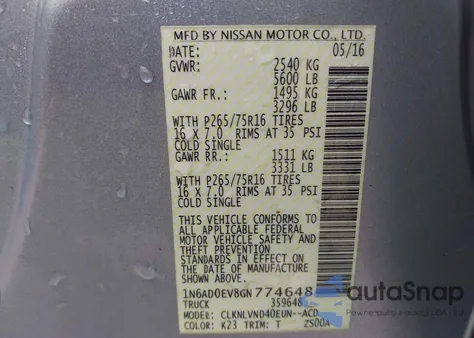 MFD BY NISSAN MOTOR CO., LTD.
DATE: 05/16
GVWR: 2540 KG
5600 LB
GAWR FR.: 1495 KG
3296 LB
WITH P265/75R16 TIRES
16 X 7.0 RIMS AT 35 PSI
COLD SINGLE
GAWR RR.: 1511 KG
3331 LB
WITH P265/75R16 TIRES
16 X 7.0 RIMS AT 35 PSI
COLD SINGLE
THIS VEHICLE CONFORMS TO
ALL APPLICABLE FEDERAL
MOTOR VEHICLE SAFETY AND
THEFT PREVENTION
STANDARDS IN EFFECT ON
THE DATE OF MANUFACTURE
SHOWN ABOVE
1N6AD0EV8GN774648
TRUCK 359648
MODEL: CLKNLVND40EUN--ACD
COLOR: K23 TRIM: T ZS00A
autoSnap
Powered by AutoBidMaster